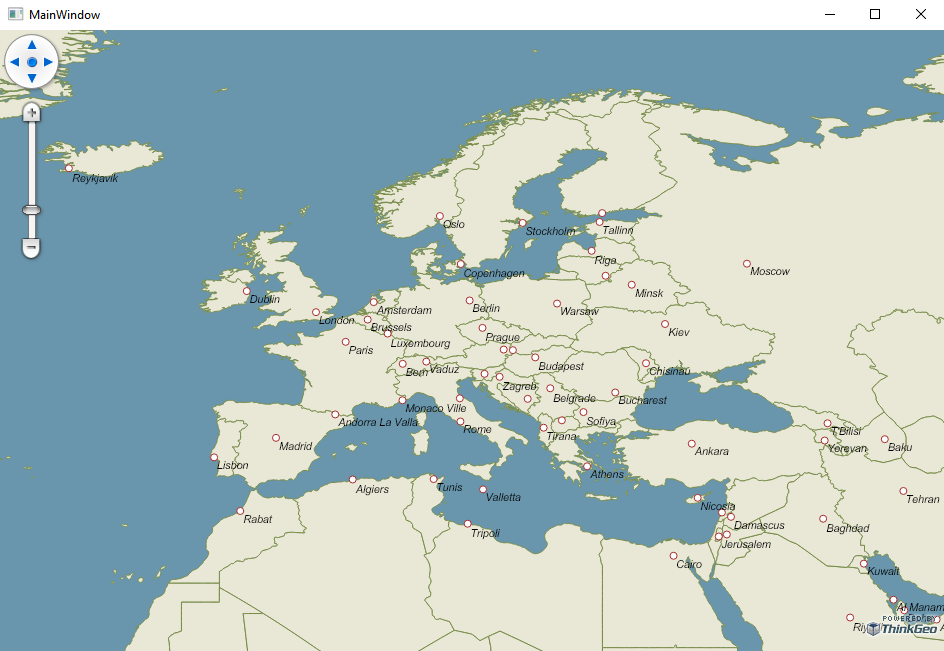 MainWindow
Reykjavik
Oslo
Stockholm
Tallinn
Riga
Copenhagen
Moscow
Minsk
Dublin
London
Amsterdam
Berlin
Warsaw
Brussels
Kiev
Prague
Luxembourg
Paris
Budapest
Bern
Vaduz
Chisinau
Zagreb
Belgrade
Bucharest
Monaco Ville
Andorra La Valla
Sofiya
Rome
T'Bilisi
Tirana
Madrid
Yerevan
Baku
Ankara
Lisbon
Athens
Tunis
Algiers
Valletta
Tehran
Nicosia
Rabat
Damascus
Baghdad
Tripoli
Jerusalem
Cairo
Kuwait
Al Manam
POWERED BY
ThinkGeo